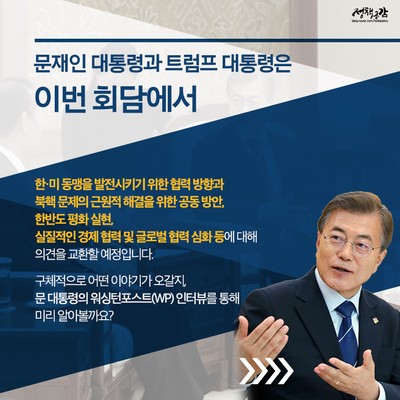 정책공감
문재인 대통령과 트럼프 대통령은
이번 회담에서
한·미 동맹을 발전시키기 위한 협력 방향과
북핵 문제의 근원적 해결을 위한 공동 방안,
한반도 평화 실현,
실질적인 경제 협력 및 글로벌 협력 심화 등에 대해
의견을 교환할 예정입니다.
구체적으로 어떤 이야기가 오갈지,
문 대통령의 워싱턴포스트(WP) 인터뷰를 통해
미리 알아볼까요?